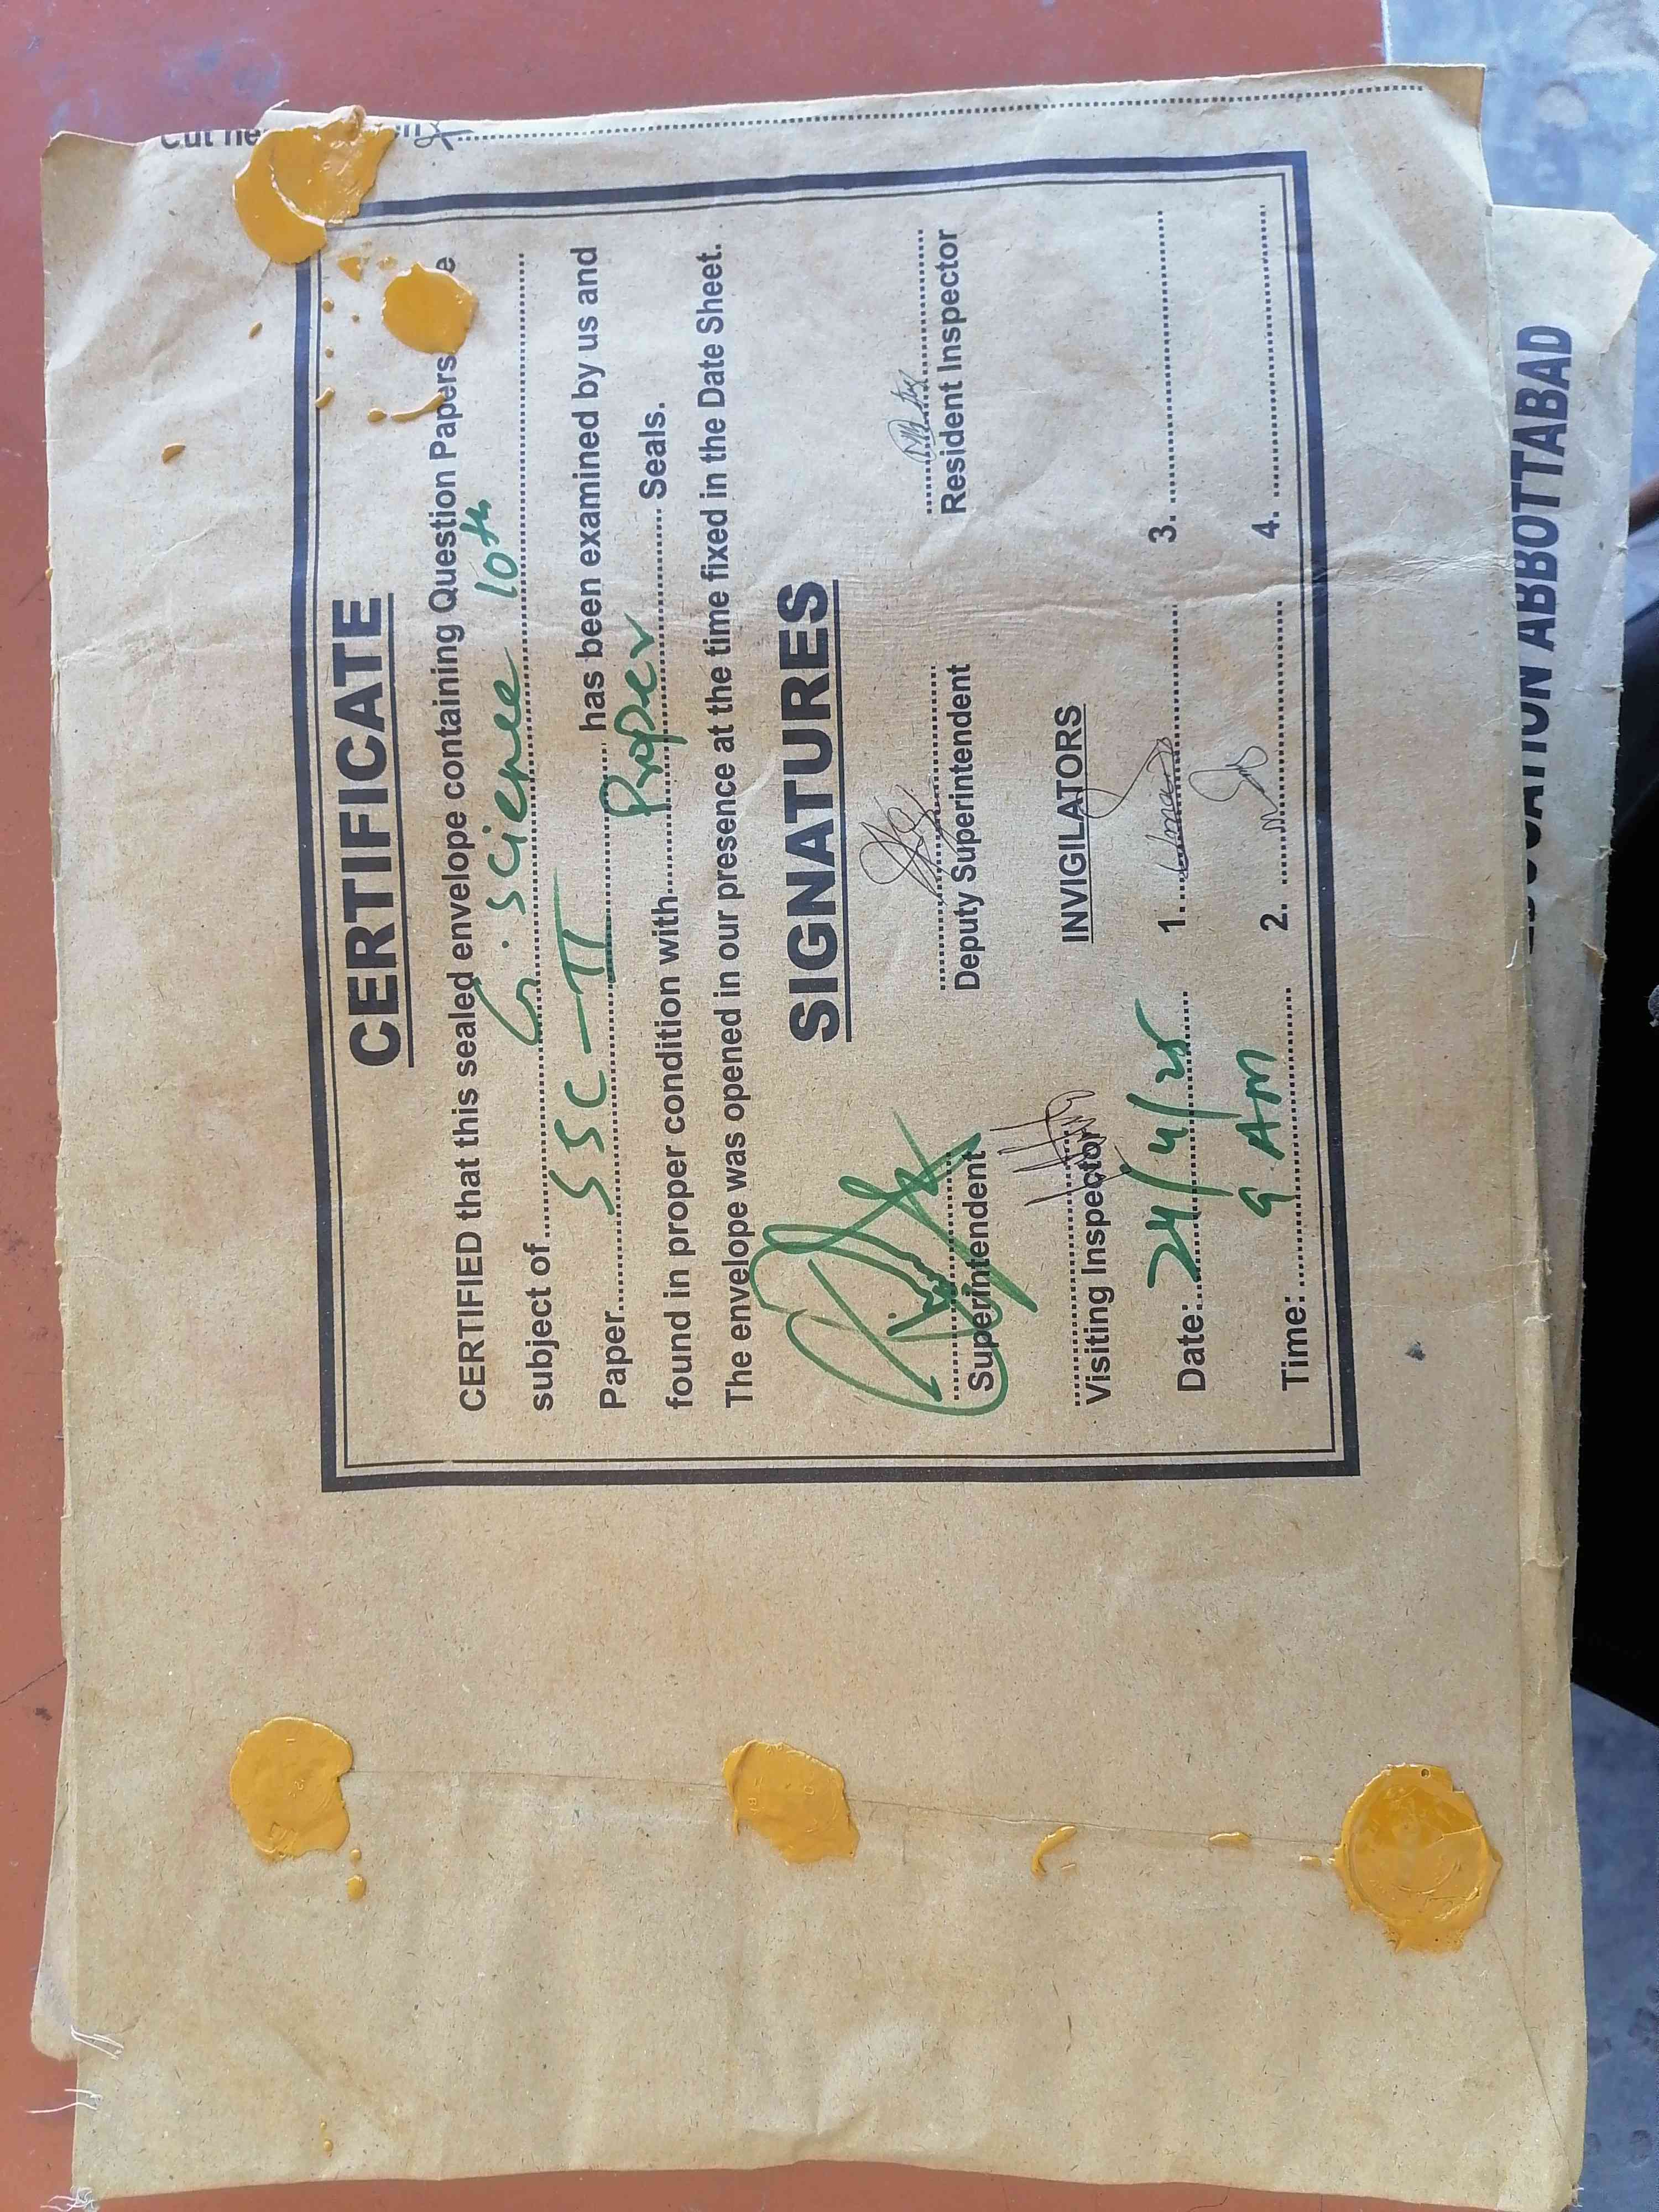 Cut he
CERTIFICATE
CERTIFIED that this sealed envelope containing Question Papers e
subject of G. Science 10th
Paper SSC-II has been examined by us and
found in proper condition with Proper Seals.
The envelope was opened in our presence at the time fixed in the Date Sheet.
SIGNATURES
Superintendent Deputy Superintendent Resident Inspector
INVIGILATORS
Visiting Inspector
Date: 24/4/25 1. 3.
Time: 9 AM 2. 4.
EDUCATION ABBOTTABAD